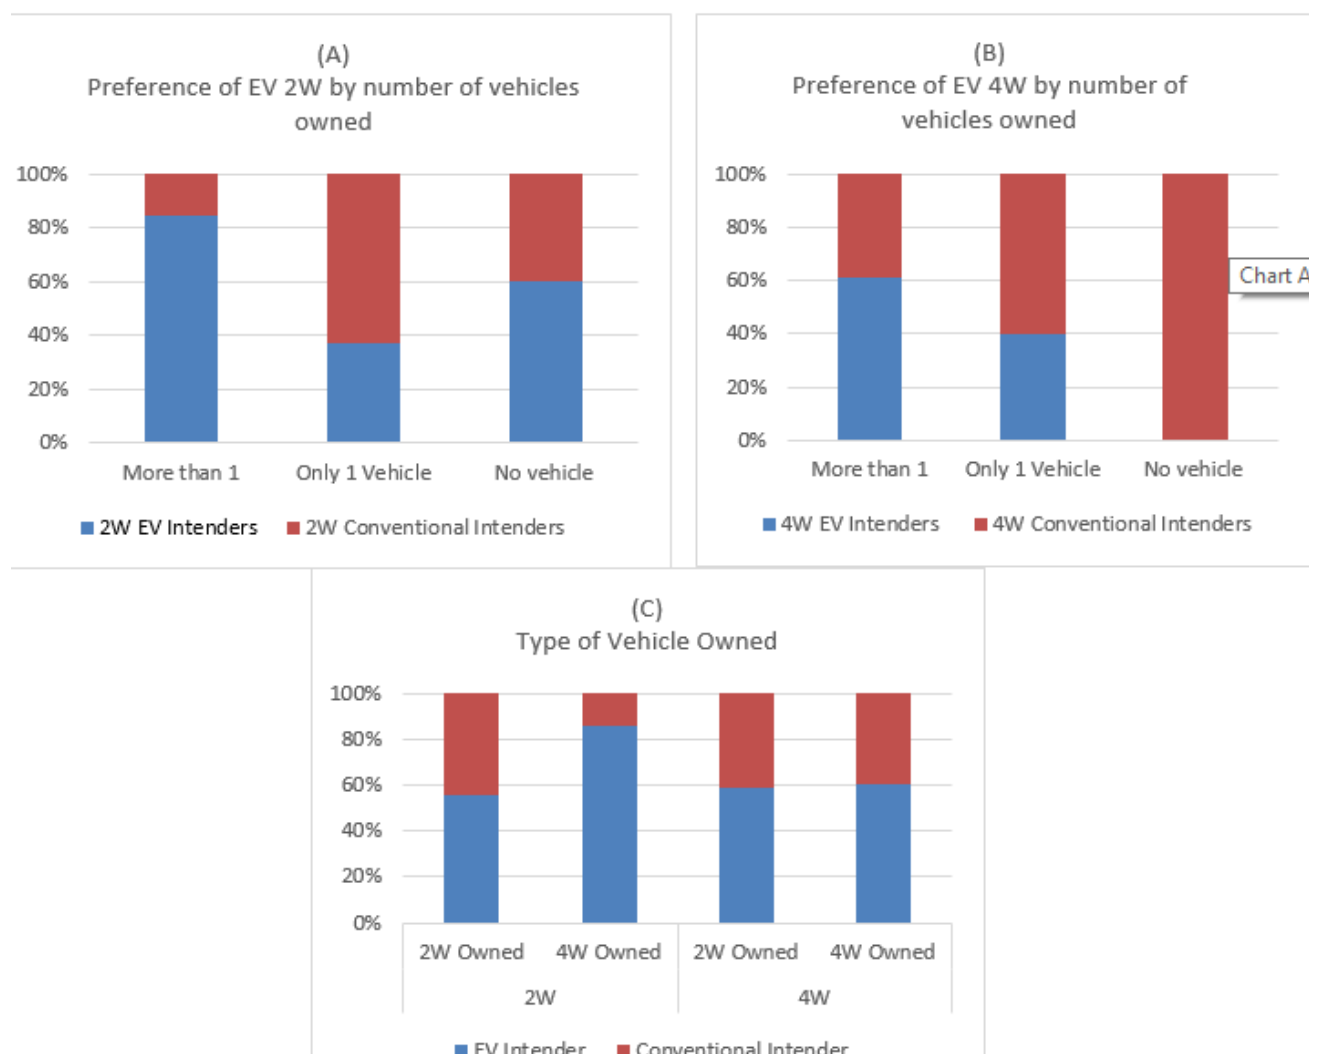 (A)
Preference of EV 2W by number of vehicles
owned
100%
80%
60%
40%
20%
0%
More than 1 Only 1 Vehicle No vehicle
2W EV Intenders 2W Conventional Intenders
(B)
Preference of EV 4W by number of
vehicles owned
100%
80%
60%
40%
20%
0%
Chart A
More than 1 Only 1 Vehicle No vehicle
4W EV Intenders 4W Conventional Intenders
(C)
Type of Vehicle Owned
100%
80%
60%
40%
20%
0%
2W Owned 4W Owned 2W Owned 4W Owned
2W 4W
EV Intender Conventional Intender